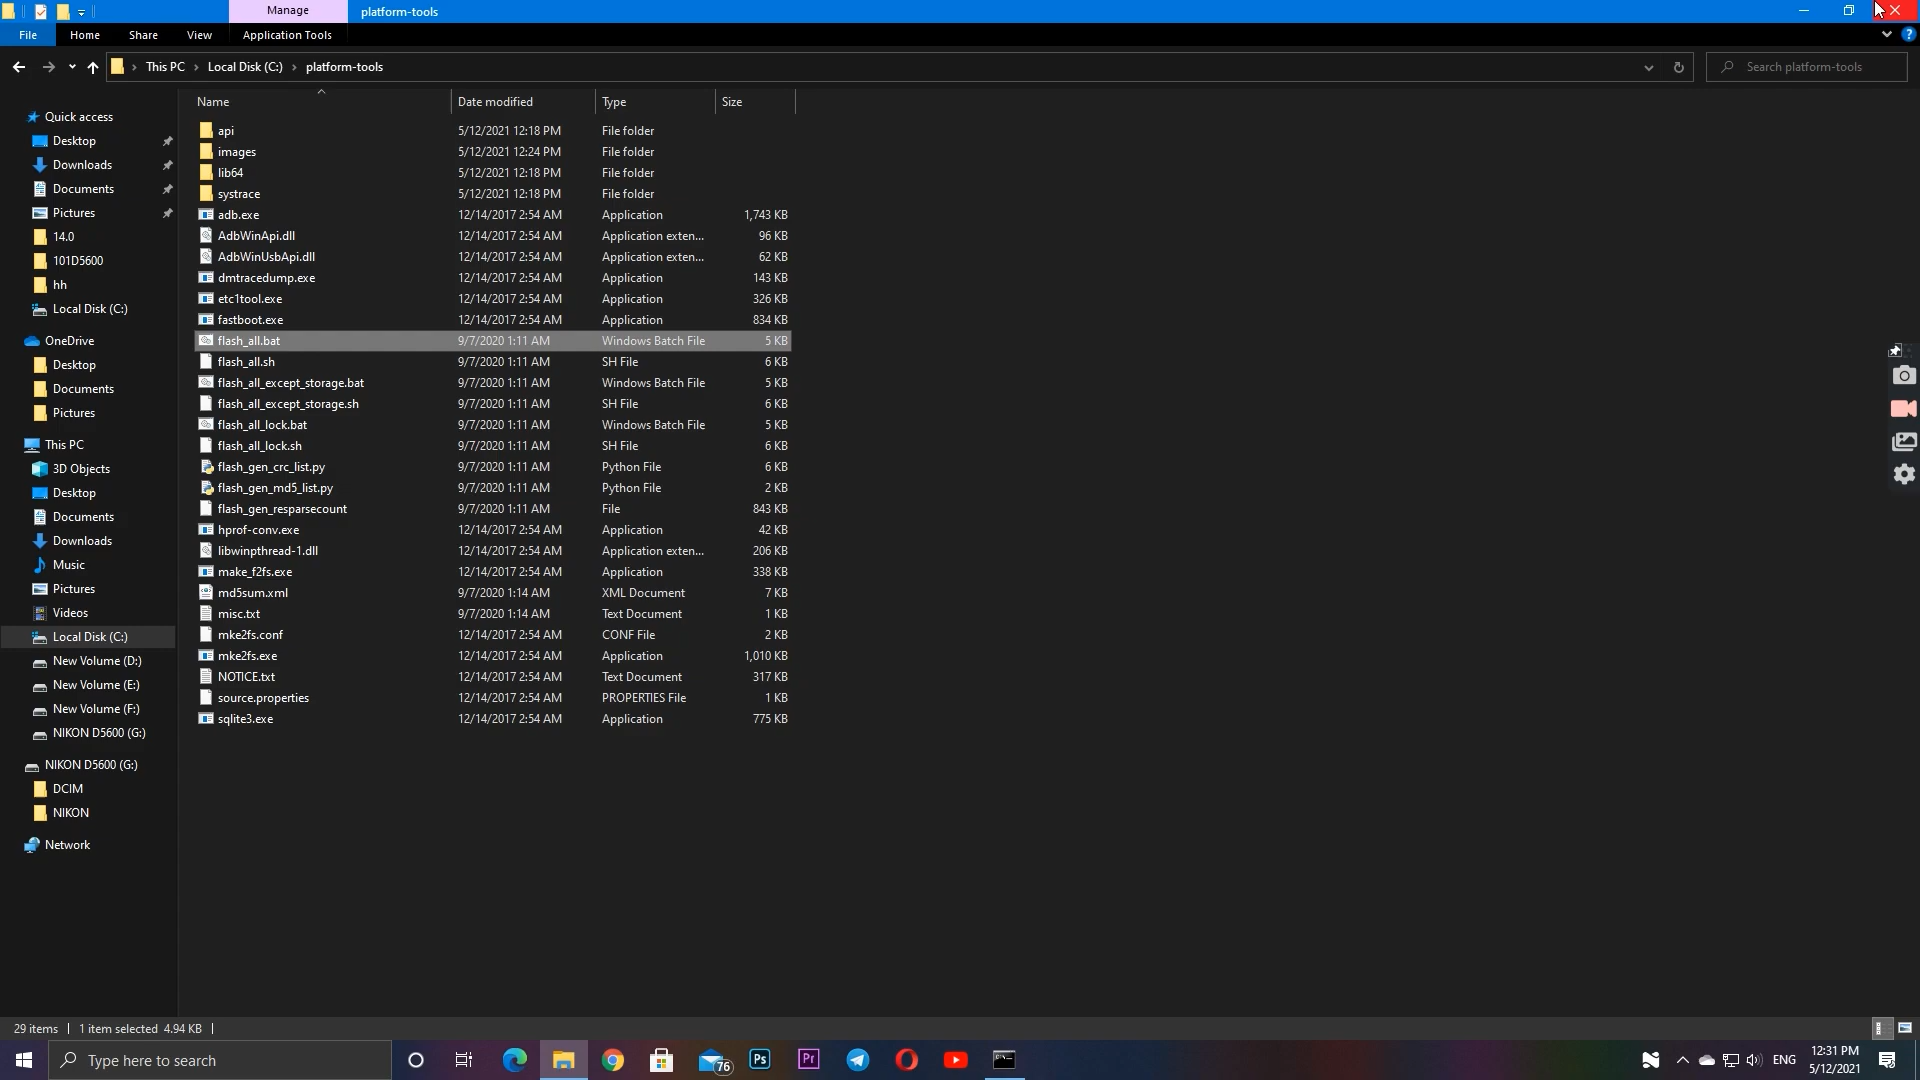 Manage
platform-tools
File
Home
Share
View
Application Tools
This PC
Local Disk (C:)
platform-tools
Search platform-tools
Quick access
Desktop
Downloads
Documents
Pictures
14.0
101D5600
hh
Local Disk (C:)
OneDrive
Desktop
Documents
Pictures
This PC
3D Objects
Desktop
Documents
Downloads
Music
Pictures
Videos
Local Disk (C:)
New Volume (D:)
New Volume (E:)
New Volume (F:)
NIKON D5600 (G:)
NIKON D5600 (G:)
DCIM
NIKON
Network
Name Date modified Type Size
api 5/12/2021 12:18 PM File folder
images 5/12/2021 12:24 PM File folder
lib64 5/12/2021 12:18 PM File folder
systrace 5/12/2021 12:18 PM File folder
adb.exe 12/14/2017 2:54 AM Application 1,743 KB
AdbWinApi.dll 12/14/2017 2:54 AM Application exten... 96 KB
AdbWinUsbApi.dll 12/14/2017 2:54 AM Application exten... 62 KB
dmtracedump.exe 12/14/2017 2:54 AM Application 143 KB
etc1tool.exe 12/14/2017 2:54 AM Application 326 KB
fastboot.exe 12/14/2017 2:54 AM Application 834 KB
flash_all.bat 9/7/2020 1:11 AM Windows Batch File 5 KB
flash_all.sh 9/7/2020 1:11 AM SH File 6 KB
flash_all_except_storage.bat 9/7/2020 1:11 AM Windows Batch File 5 KB
flash_all_except_storage.sh 9/7/2020 1:11 AM SH File 6 KB
flash_all_lock.bat 9/7/2020 1:11 AM Windows Batch File 5 KB
flash_all_lock.sh 9/7/2020 1:11 AM SH File 6 KB
flash_gen_crc_list.py 9/7/2020 1:11 AM Python File 6 KB
flash_gen_md5_list.py 9/7/2020 1:11 AM Python File 2 KB
flash_gen_resparsecount 9/7/2020 1:11 AM File 843 KB
hprof-conv.exe 12/14/2017 2:54 AM Application 42 KB
libwinpthread-1.dll 12/14/2017 2:54 AM Application exten... 206 KB
make_f2fs.exe 12/14/2017 2:54 AM Application 338 KB
md5sum.xml 9/7/2020 1:14 AM XML Document 7 KB
misc.txt 9/7/2020 1:14 AM Text Document 1 KB
mke2fs.conf 12/14/2017 2:54 AM CONF File 2 KB
mke2fs.exe 12/14/2017 2:54 AM Application 1,010 KB
NOTICE.txt 12/14/2017 2:54 AM Text Document 317 KB
source.properties 12/14/2017 2:54 AM PROPERTIES File 1 KB
sqlite3.exe 12/14/2017 2:54 AM Application 775 KB
29 items
1 item selected 4.94 KB
Type here to search
76
Ps
Pr
ENG
12:31 PM
5/12/2021